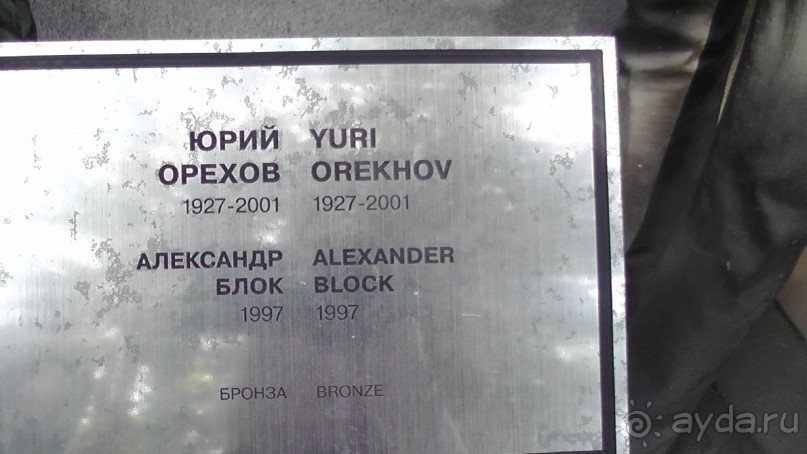 ЮРИЙ YURI
ОРЕХОВ OREKHOV
1927-2001 1927-2001
АЛЕКСАНДР ALEXANDER
БЛОК BLOCK
1997 1997
БРОНЗА BRONZE
ayda.ru